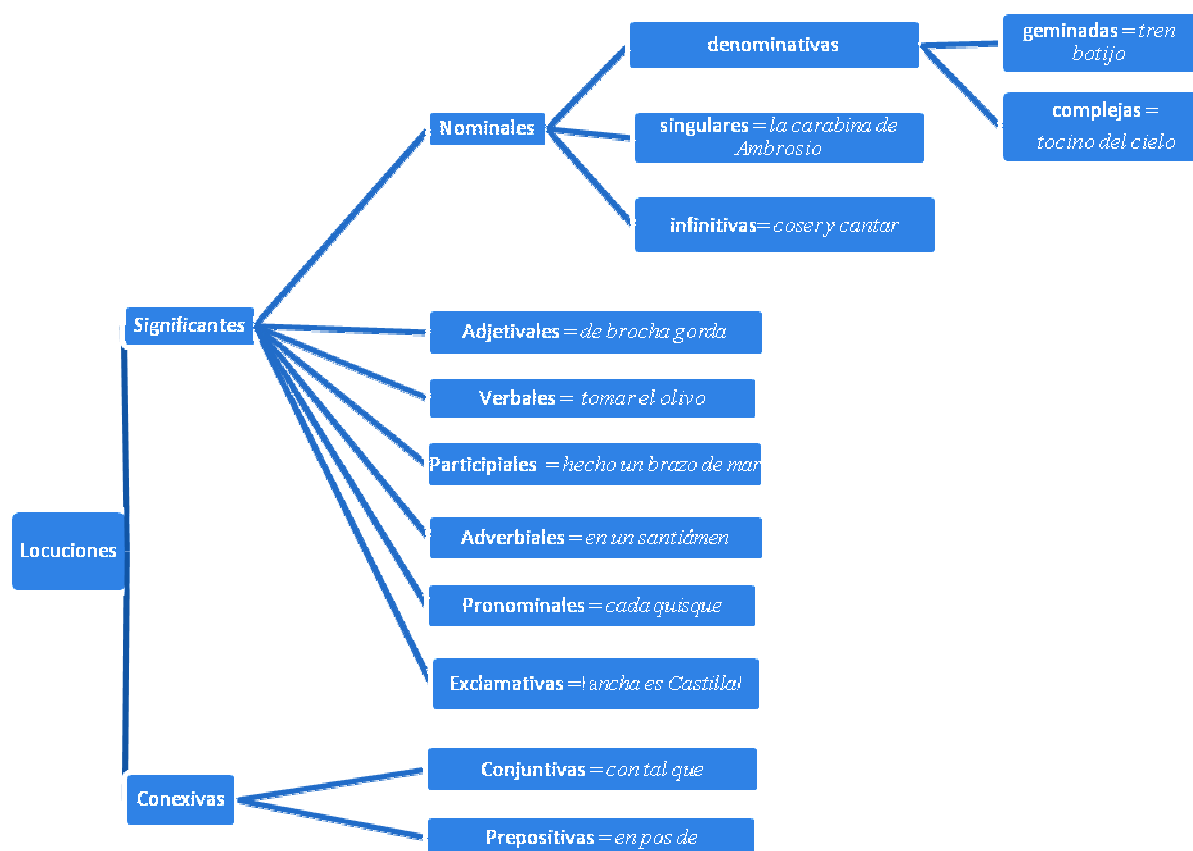 denominativas
geminadas = tren
botijo
complejas =
tocino del cielo
Nominales
singulares = la carabina de
Ambrosio
infinitivas= coser y cantar
Significantes
Adjetivales = de brocha gorda
Verbales = tomar el olivo
Participiales = hecho un brazo de mar
Adverbiales = en un santiámen
Locuciones
Pronominales = cada quisque
Exclamativas = ¡ancha es Castilla!
Conexivas
Conjuntivas = con tal que
Prepositivas = en pos de